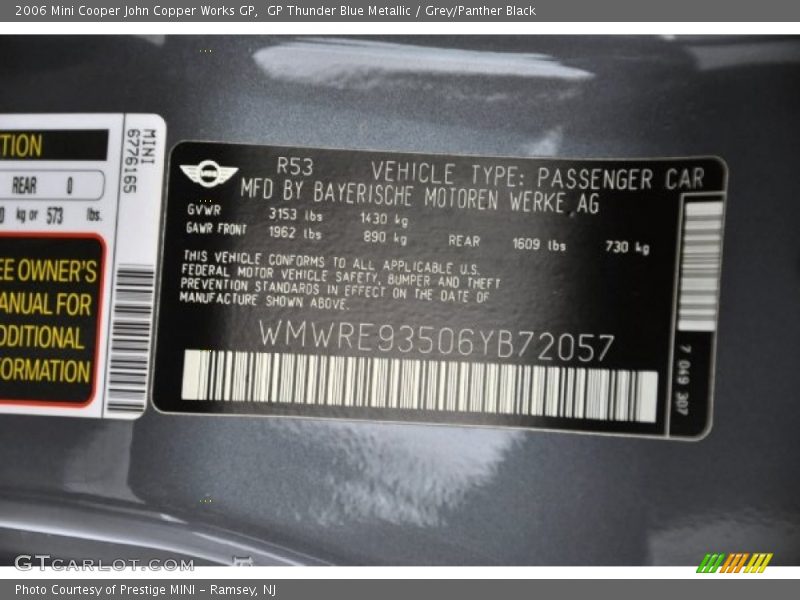 2006 Mini Cooper John Copper Works GP,  GP Thunder Blue Metallic / Grey/Panther Black
TION
REAR 0
0 kg or 573 lbs.
EE OWNER'S
ANUAL FOR
DDITIONAL
FORMATION
MINI
6776165
MINI
R53 VEHICLE TYPE: PASSENGER CAR
MFD BY BAYERISCHE MOTOREN WERKE AG
GVWR 3153 lbs 1430 kg
GAWR FRONT 1962 lbs 890 kg REAR 1609 lbs 730 kg
THIS VEHICLE CONFORMS TO ALL APPLICABLE U.S.
FEDERAL MOTOR VEHICLE SAFETY, BUMPER AND THEFT
PREVENTION STANDARDS IN EFFECT ON THE DATE OF
MANUFACTURE SHOWN ABOVE.
WMWRE93506YB72057
7 049 307
GTCARLOT.COM
Photo Courtesy of Prestige MINI - Ramsey, NJ